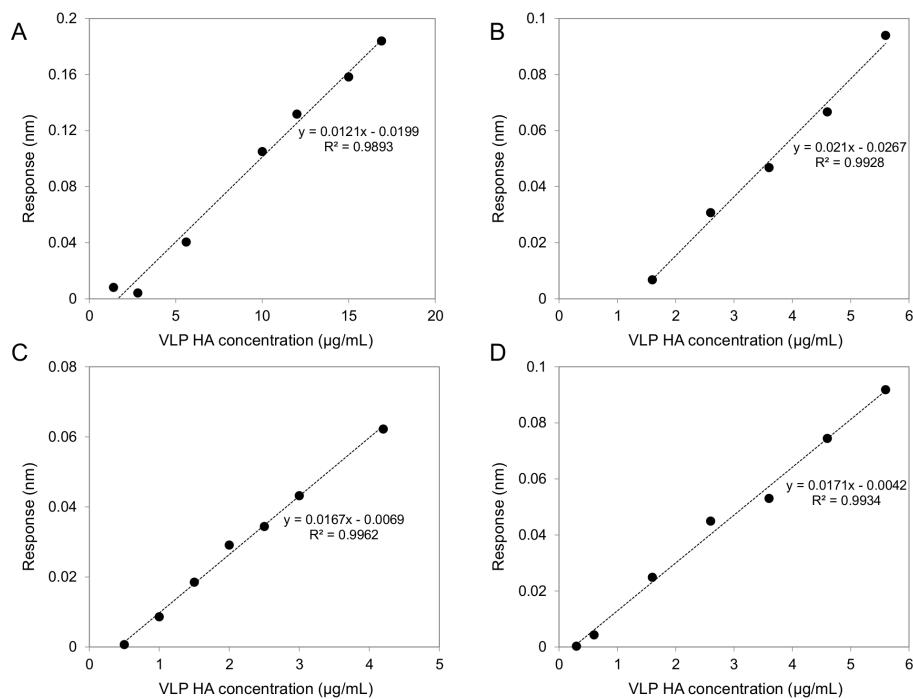 A
0.2
0.16
0.12
0.08
0.04
0
0 5 10 15 20
Response (nm)
VLP HA concentration (µg/mL)
y = 0.0121x - 0.0199
R² = 0.9893
B
0.1
0.08
0.06
0.04
0.02
0
0 1 2 3 4 5 6
Response (nm)
VLP HA concentration (µg/mL)
y = 0.021x - 0.0267
R² = 0.9928
C
0.08
0.06
0.04
0.02
0
0 1 2 3 4 5
Response (nm)
VLP HA concentration (µg/mL)
y = 0.0167x - 0.0069
R² = 0.9962
D
0.1
0.08
0.06
0.04
0.02
0
0 1 2 3 4 5 6
Response (nm)
VLP HA concentration (µg/mL)
y = 0.0171x - 0.0042
R² = 0.9934